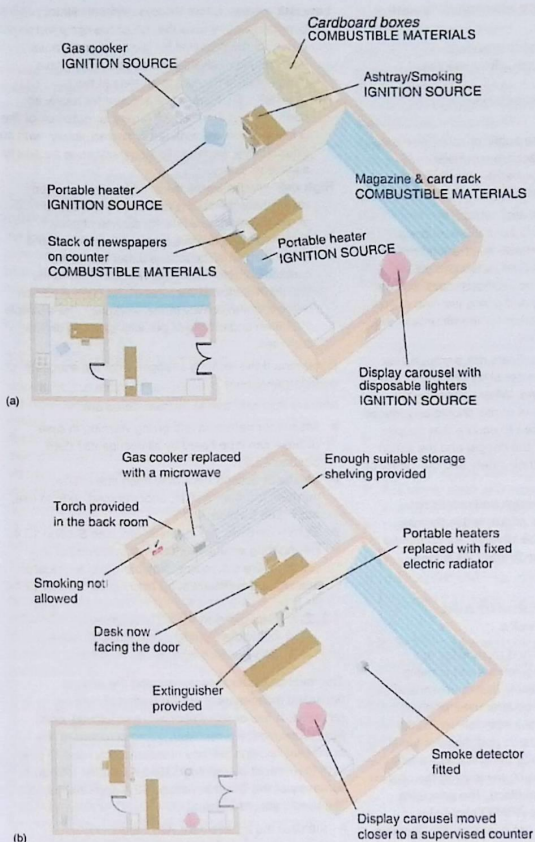 Cardboard boxes
COMBUSTIBLE MATERIALS
Gas cooker
IGNITION SOURCE
Ashtray/Smoking
IGNITION SOURCE
Portable heater
IGNITION SOURCE
Magazine & card rack
COMBUSTIBLE MATERIALS
Stack of newspapers
on counter
COMBUSTIBLE MATERIALS
Portable heater
IGNITION SOURCE
Display carousel with
disposable lighters
IGNITION SOURCE
(a)
Gas cooker replaced
with a microwave
Enough suitable storage
shelving provided
Torch provided
in the back room
Portable heaters
replaced with fixed
electric radiator
Smoking not
allowed
Desk now
facing the door
Extinguisher
provided
Smoke detector
fitted
Display carousel moved
closer to a supervised counter
(b)